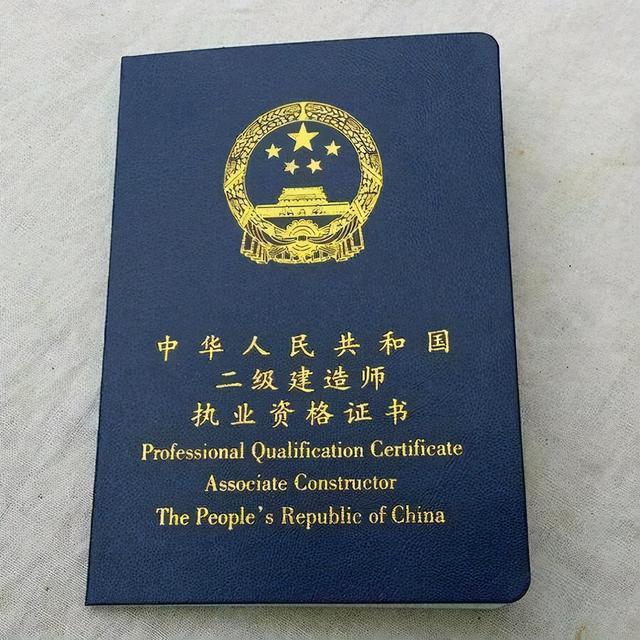 中华人民共和国
二级建造师
执业资格证书
Professional Qualification Certificate
Associate Constructor
The People's Republic of China